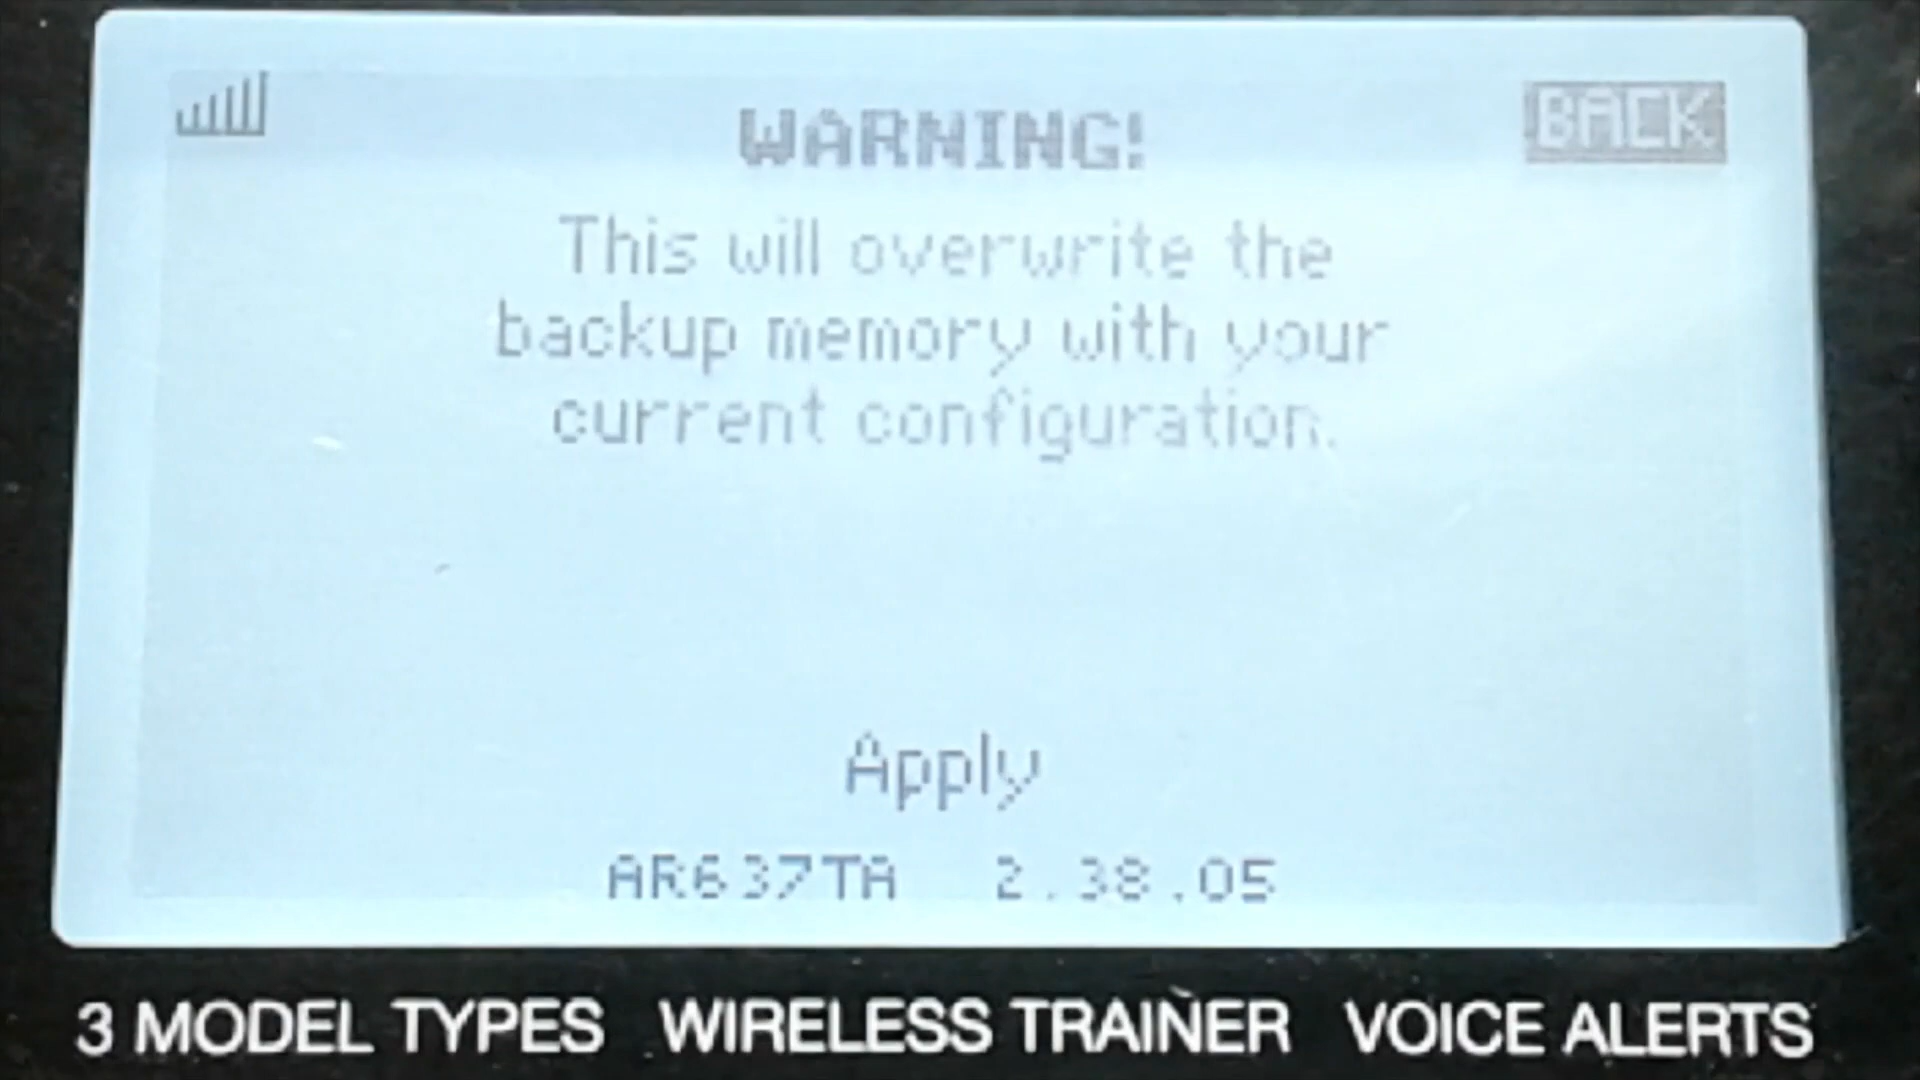 WARNING!
BACK
This will overwrite the
backup memory with your
current configuration.
Apply
AR637TA 2.38.05
3 MODEL TYPES WIRELESS TRAINER VOICE ALERTS